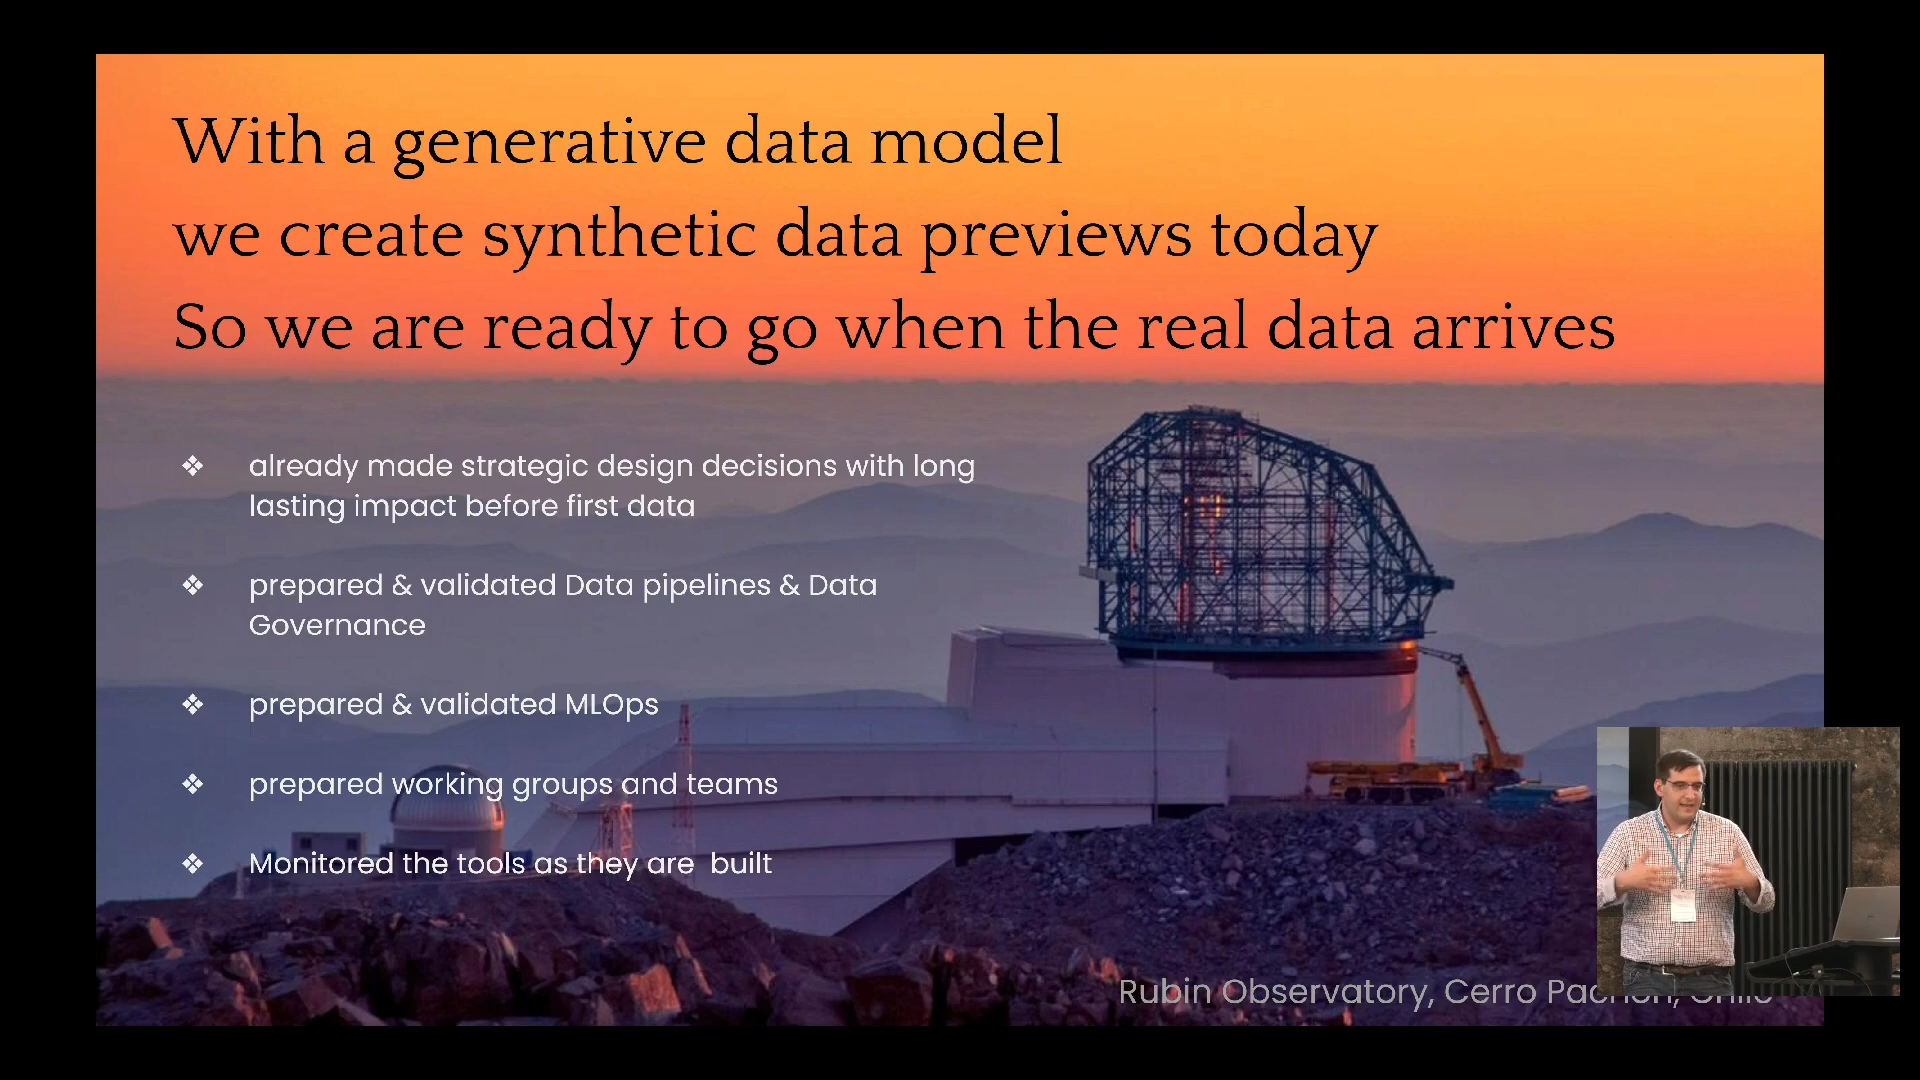 With a generative data model
we create synthetic data previews today
So we are ready to go when the real data arrives
❖ already made strategic design decisions with long
lasting impact before first data
❖ prepared & validated Data pipelines & Data
Governance
❖ prepared & validated MLOps
❖ prepared working groups and teams
❖ Monitored the tools as they are  built
Rubin Observatory, Cerro